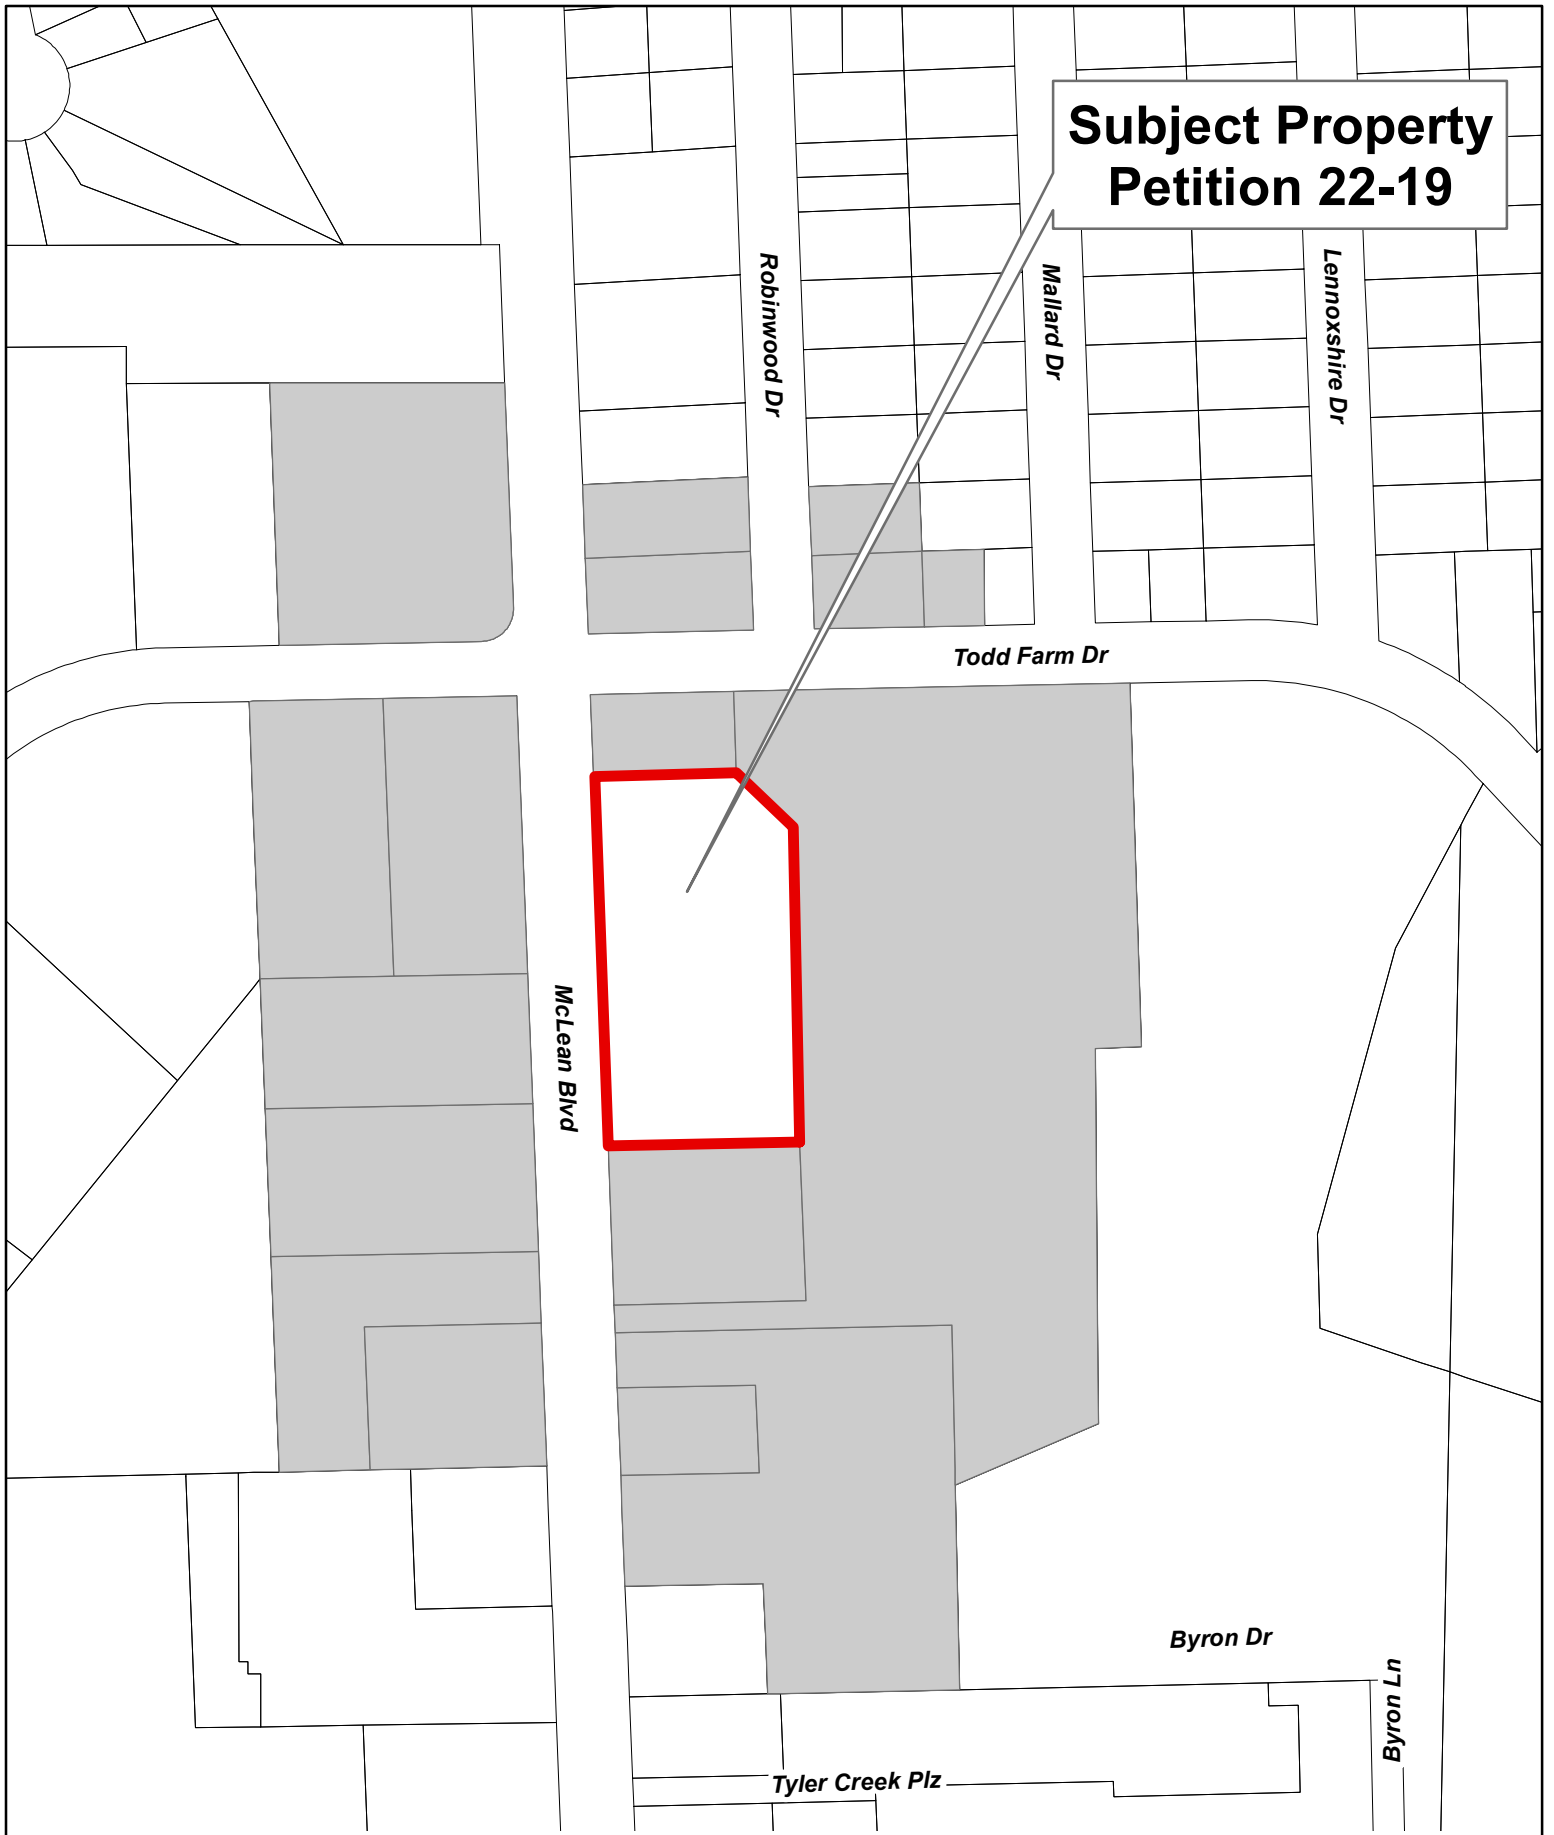 Subject Property
Petition 22-19
Robinwood Dr
Mallard Dr
Lennoxshire Dr
Todd Farm Dr
McLean Blvd
Byron Dr
Byron Ln
Tyler Creek Plz